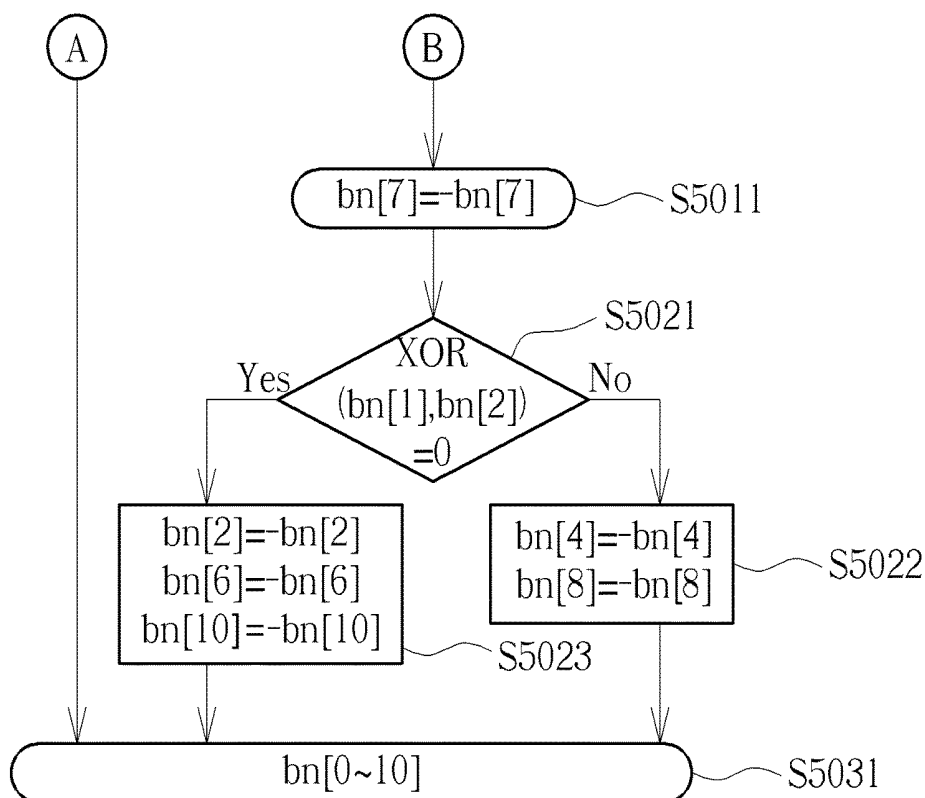 A
B
bn[7]=-bn[7]
S5011
S5021
XOR
Yes
No
(bn[1],bn[2])
=0
bn[2]=-bn[2]
bn[6]=-bn[6]
bn[10]=-bn[10]
bn[4]=-bn[4]
bn[8]=-bn[8]
S5022
S5023
bn[0~10]
S5031